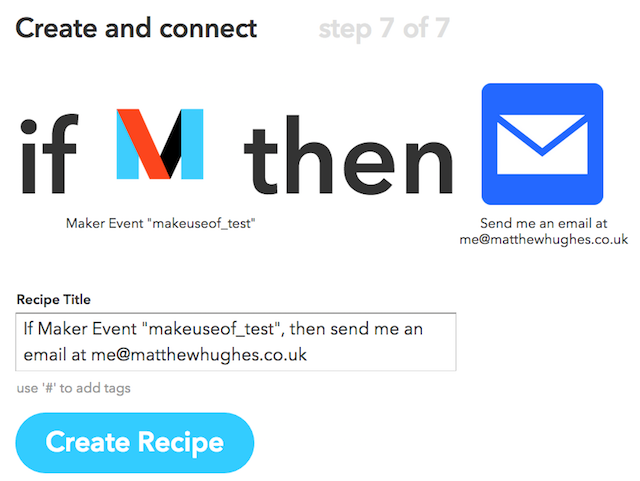 Create and connect step 7 of 7
if M then
Maker Event "makeuseof_test"
Send me an email at
me@matthewhughes.co.uk
Recipe Title
If Maker Event "makeuseof_test", then send me an
email at me@matthewhughes.co.uk
use '#' to add tags
Create Recipe